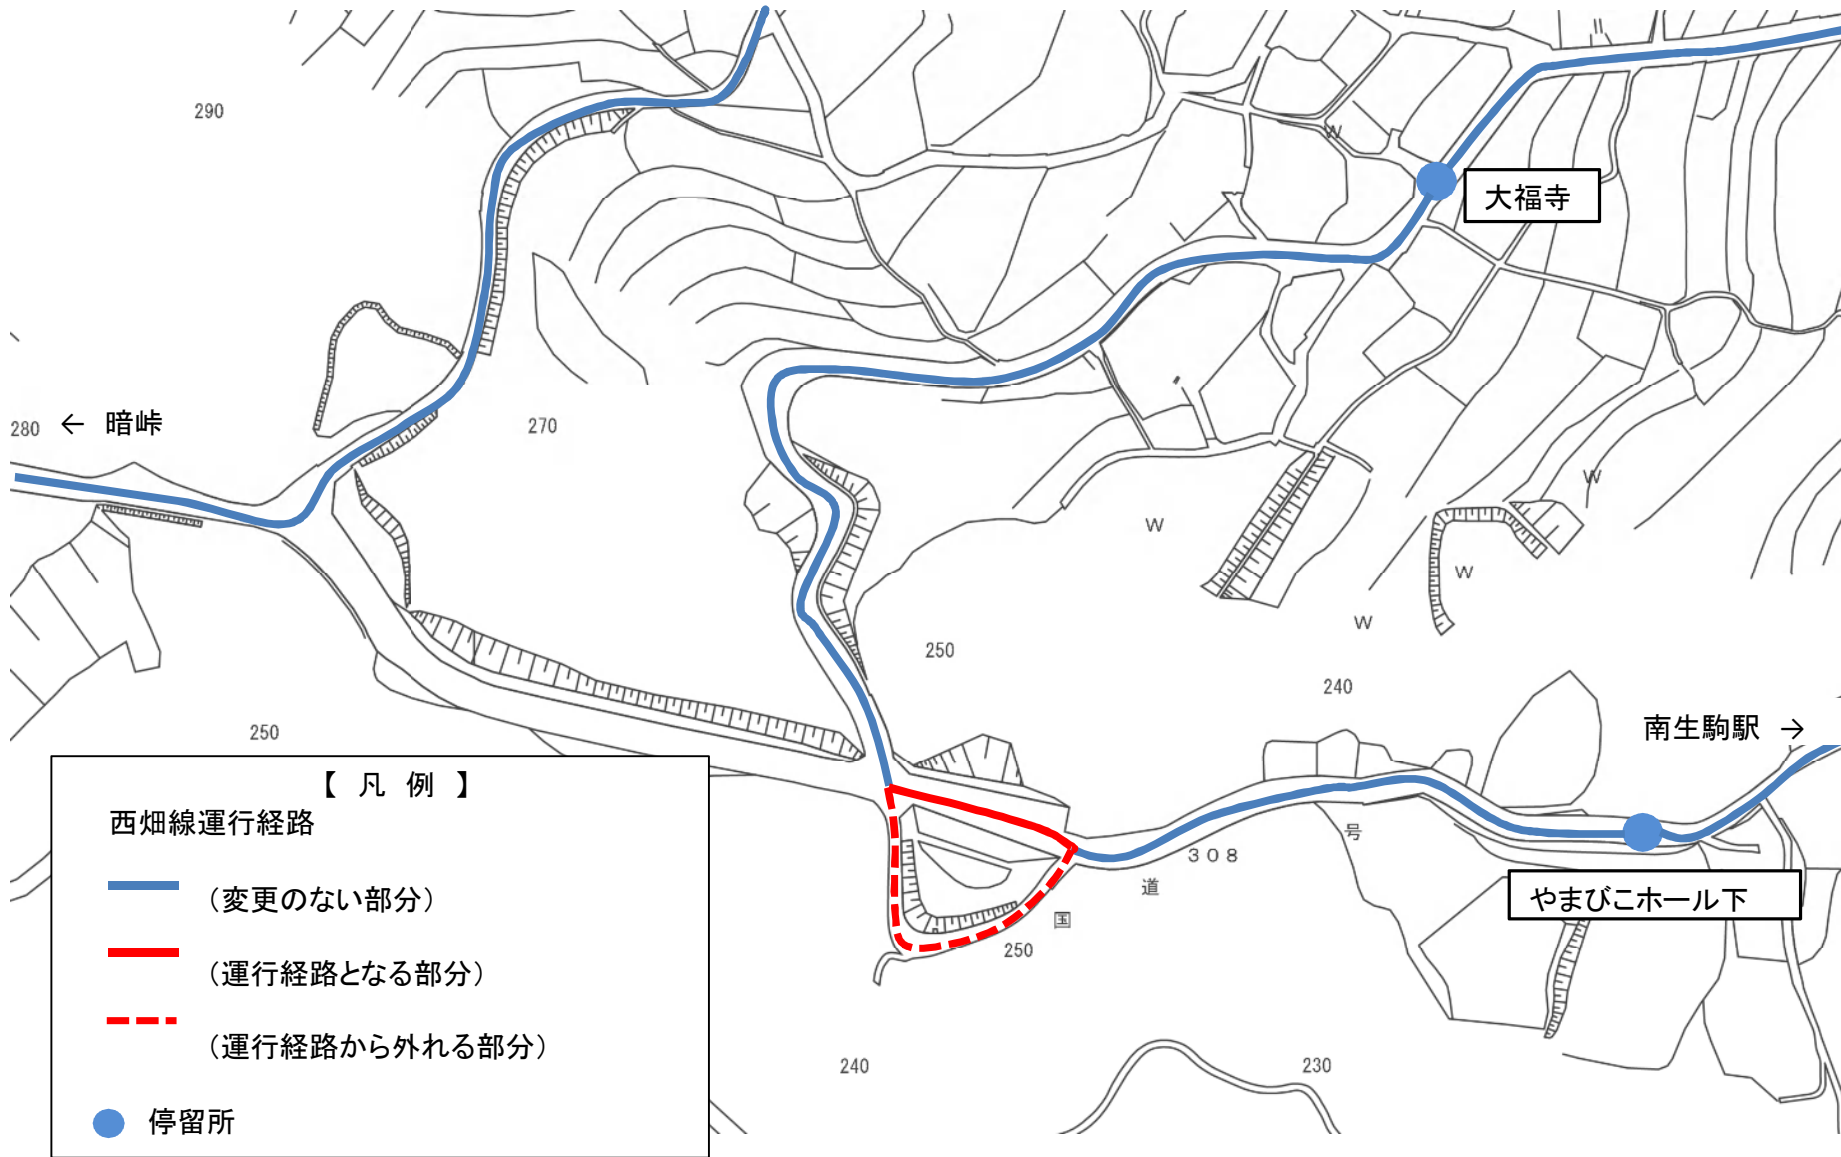 290
W
大福寺
280 ← 暗峠
270
W
W
W
W
250
240
250
南生駒駅 →
【 凡 例 】
西畑線運行経路
(変更のない部分)
(運行経路となる部分)
(運行経路から外れる部分)
停留所
国道308号
やまびこホール下
250
240
230